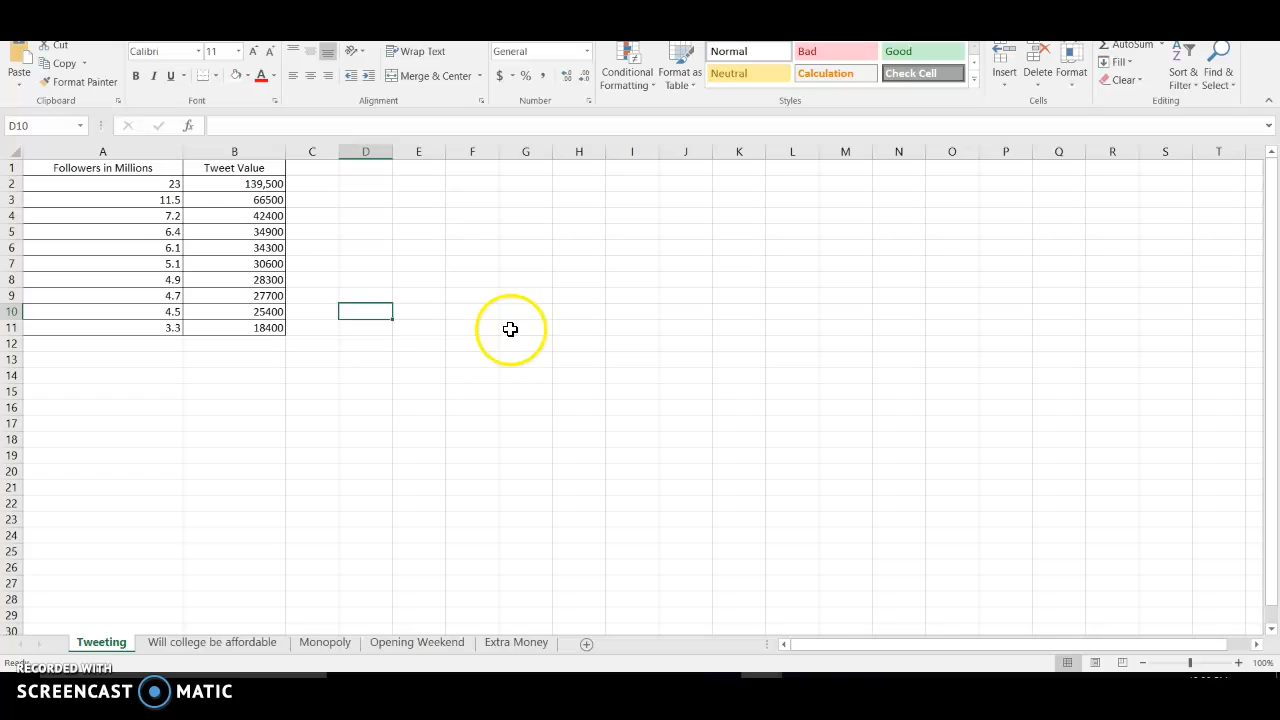 Cut
Copy
Format Painter
Paste
Clipboard
Calibri 11
B I U A
Font
Wrap Text
Merge & Center
Alignment
General
$ % ,
Number
Conditional Formatting
Format as Table
Normal Bad Good
Neutral Calculation Check Cell
Styles
Insert Delete Format
Cells
AutoSum
Fill
Clear
Sort & Filter
Find & Select
Editing
D10 fx
A B C D E F G H I J K L M N O P Q R S T
1 Followers in Millions Tweet Value
2 23 139,500
3 11.5 66500
4 7.2 42400
5 6.4 34900
6 6.1 34300
7 5.1 30600
8 4.9 28300
9 4.7 27700
10 4.5 25400
11 3.3 18400
12
13
14
15
16
17
18
19
20
21
22
23
24
25
26
27
28
29
30
Tweeting Will college be affordable Monopoly Opening Weekend Extra Money
Ready 100%
RECORDED WITH
SCREENCAST MATIC